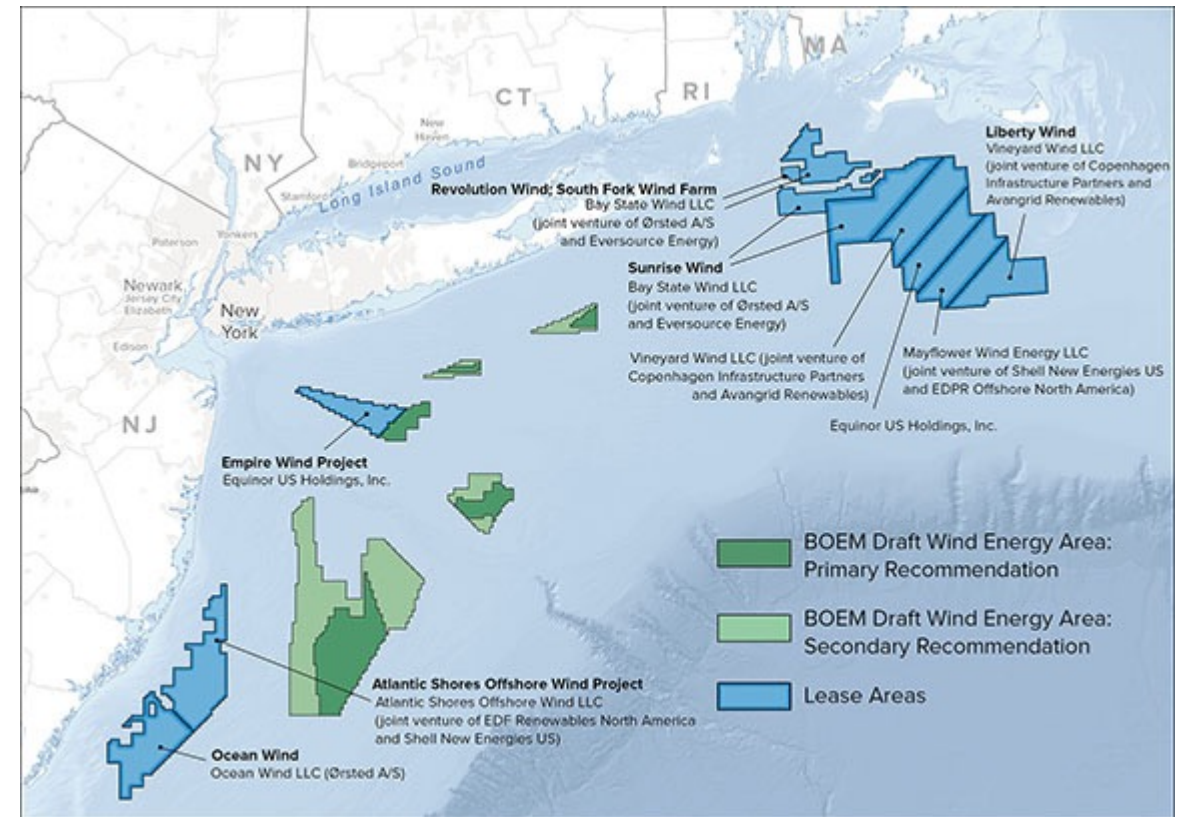 MA
CT
RI
New
Haven
NY
Bridgeport
Stamford
Long Island Sound
Yonkers
Paterson
Newark
Jersey City
Elizabeth
New
York
Edison
NJ
Liberty Wind
Vineyard Wind LLC
(joint venture of Copenhagen
Infrastructure Partners and
Avangrid Renewables)
Revolution Wind; South Fork Wind Farm
Bay State Wind LLC
(joint venture of Ørsted A/S
and Eversource Energy)
Sunrise Wind
Bay State Wind LLC
(joint venture of Ørsted A/S
and Eversource Energy)
Vineyard Wind LLC (joint venture of
Copenhagen Infrastructure Partners
and Avangrid Renewables)
Mayflower Wind Energy LLC
(joint venture of Shell New Energies US
and EDPR Offshore North America)
Equinor US Holdings, Inc.
Empire Wind Project
Equinor US Holdings, Inc.
Atlantic Shores Offshore Wind Project
Atlantic Shores Offshore Wind LLC
(joint venture of EDF Renewables North America
and Shell New Energies US)
Ocean Wind
Ocean Wind LLC (Ørsted A/S)
BOEM Draft Wind Energy Area:
Primary Recommendation
BOEM Draft Wind Energy Area:
Secondary Recommendation
Lease Areas